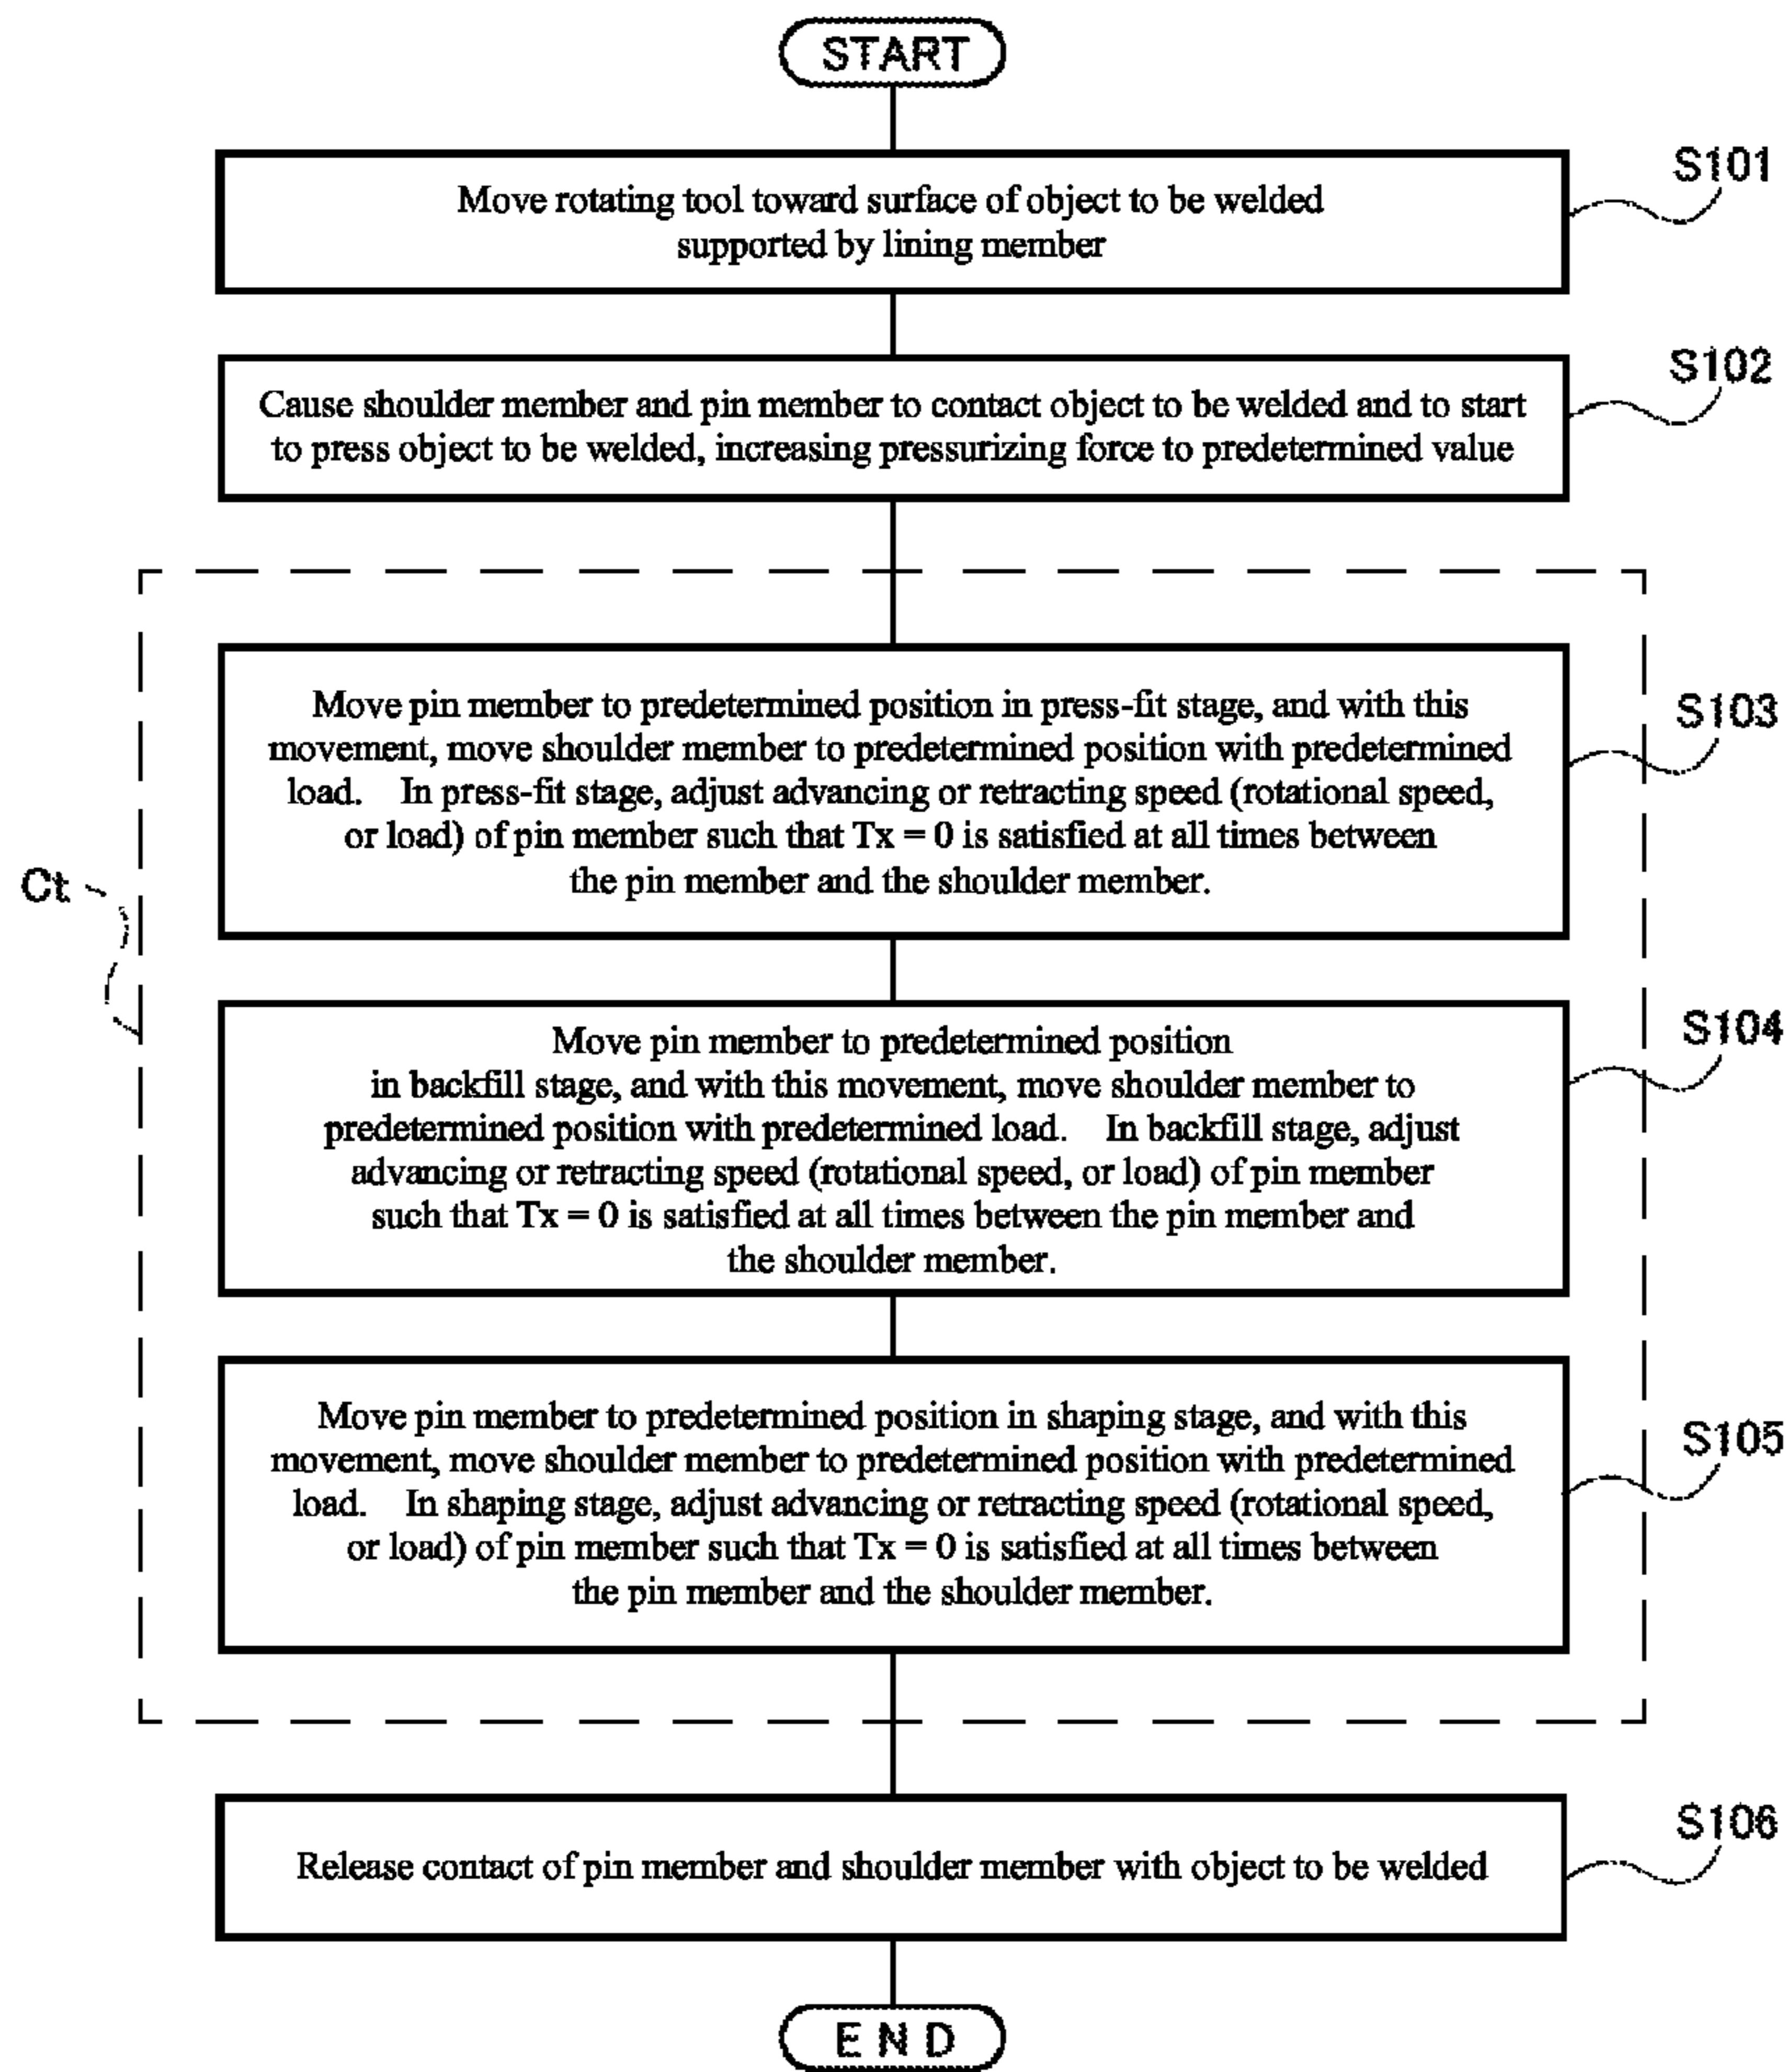 START
S101
Move rotating tool toward surface of object to be welded
supported by lining member
S102
Cause shoulder member and pin member to contact object to be welded and to start
to press object to be welded, increasing pressurizing force to predetermined value
Ct
S103
Move pin member to predetermined position in press-fit stage, and with this
movement, move shoulder member to predetermined position with predetermined
load. In press-fit stage, adjust advancing or retracting speed (rotational speed,
or load) of pin member such that Tx = 0 is satisfied at all times between
the pin member and the shoulder member.
S104
Move pin member to predetermined position
in backfill stage, and with this movement, move shoulder member to
predetermined position with predetermined load. In backfill stage, adjust
advancing or retracting speed (rotational speed, or load) of pin member
such that Tx = 0 is satisfied at all times between the pin member and
the shoulder member.
S105
Move pin member to predetermined position in shaping stage, and with this
movement, move shoulder member to predetermined position with predetermined
load. In shaping stage, adjust advancing or retracting speed (rotational speed,
or load) of pin member such that Tx = 0 is satisfied at all times between
the pin member and the shoulder member.
S106
Release contact of pin member and shoulder member with object to be welded
END